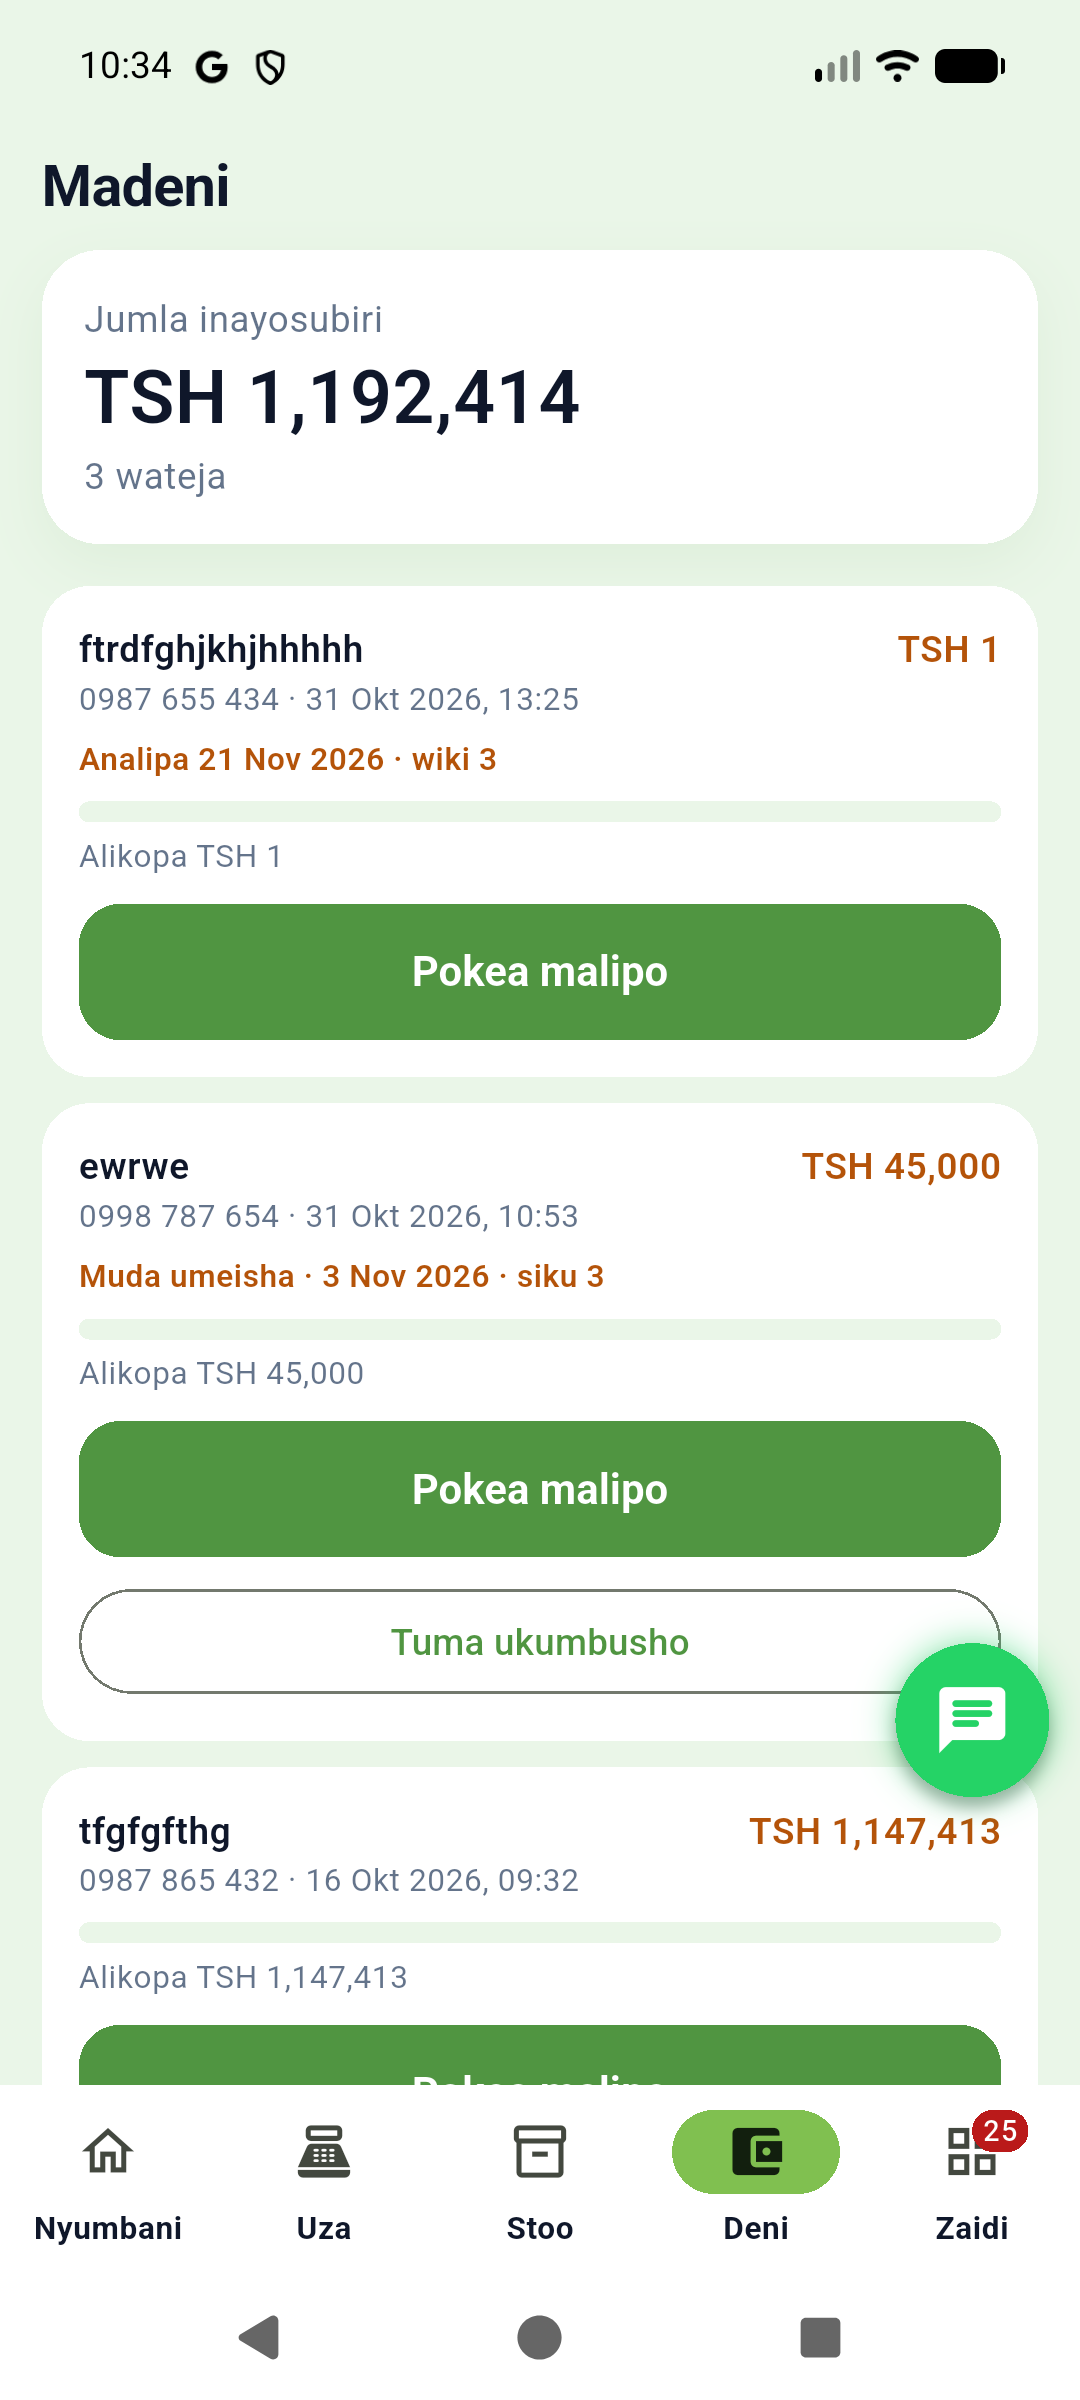 10:34
Madeni
Jumla inayosubiri
TSH 1,192,414
3 wateja
ftrdfghjkhjhhhhh
TSH 1
0987 655 434 · 31 Okt 2026, 13:25
Analipa 21 Nov 2026 · wiki 3
Alikopa TSH 1
Pokea malipo
ewrwe
TSH 45,000
0998 787 654 · 31 Okt 2026, 10:53
Muda umeisha · 3 Nov 2026 · siku 3
Alikopa TSH 45,000
Pokea malipo
Tuma ukumbusho
tfgfgfthg
TSH 1,147,413
0987 865 432 · 16 Okt 2026, 09:32
Alikopa TSH 1,147,413
Pokea malipo
25
Nyumbani
Uza
Stoo
Deni
Zaidi